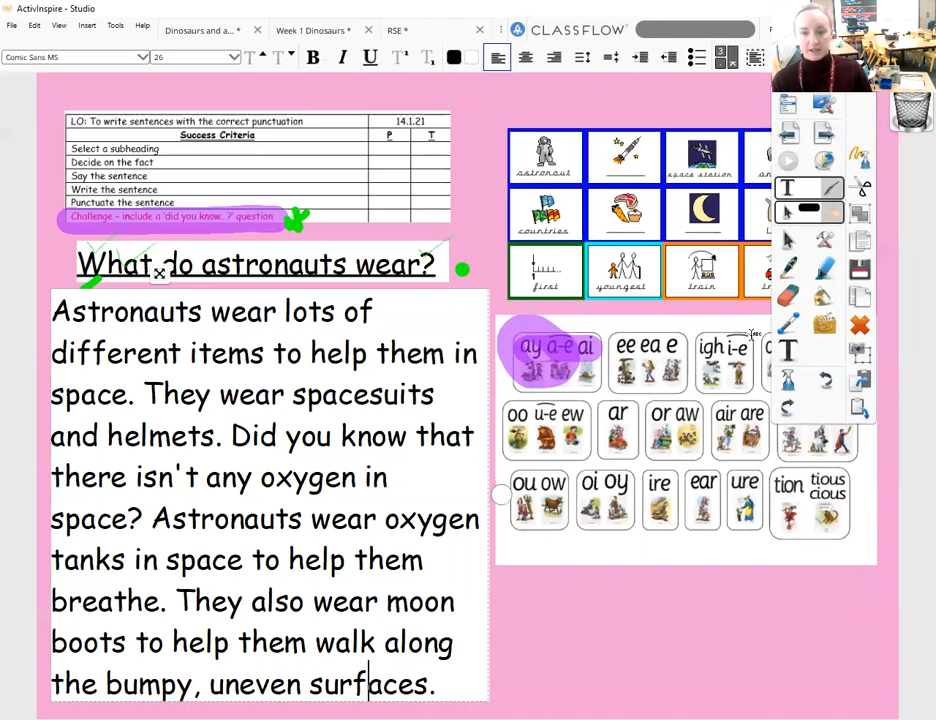 ActivInspire - Studio
File Edit View Insert Tools Help
Dinosaurs and a... * Week 1 Dinosaurs * RSE * CLASSFLOW
Comic Sans MS 26
LO: To write sentences with the correct punctuation 14.1.21
Success Criteria P T
Select a subheading
Decide on the fact
Say the sentence
Write the sentence
Punctuate the sentence
Challenge - include a 'did you know. ?' question
What do astronauts wear?
Astronauts wear lots of
different items to help them in
space. They wear spacesuits
and helmets. Did you know that
there isn't any oxygen in
space? Astronauts wear oxygen
tanks in space to help them
breathe. They also wear moon
boots to help them walk along
the bumpy, uneven surfaces.
astronaut space station
countries
first youngest train
ay a-e ai ee ea e igh i-e
oo u-e ew ar or aw air are
ou ow oi oy ire ear ure tion tious
cious